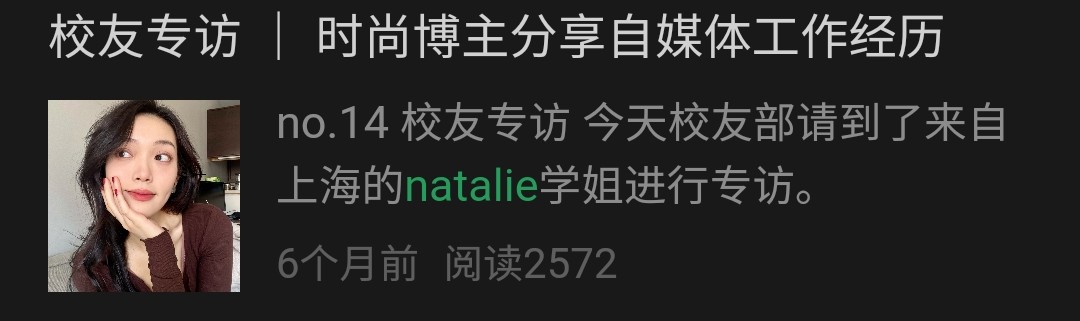 校友专访 ｜ 时尚博主分享自媒体工作经历
no.14 校友专访 今天校友部请到了来自
上海的natalie学姐进行专访。
6个月前 阅读2572